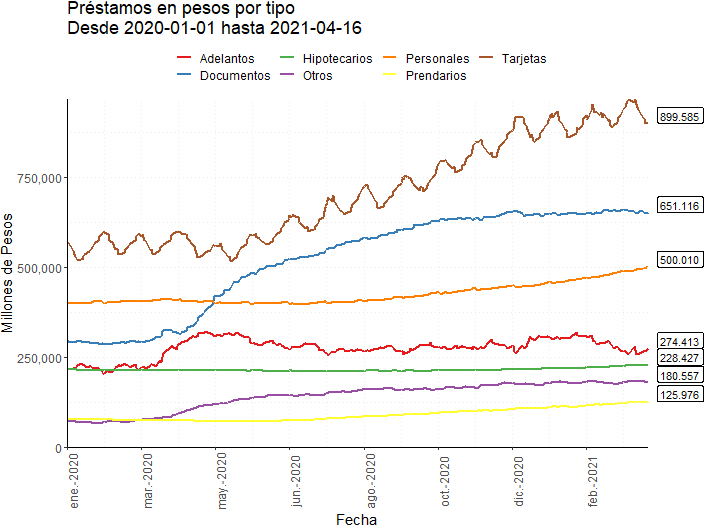 Préstamos en pesos por tipo
Desde 2020-01-01 hasta 2021-04-16
Adelantos Hipotecarios Personales Tarjetas
Documentos Otros Prendarios
Millones de Pesos
750,000
500,000
250,000
0
899.585
651.116
500.010
274.413
228.427
180.557
125.976
ene.-2020 mar.-2020 may.-2020 jun.-2020 ago.-2020 oct.-2020 dic.-2020 feb.-2021
Fecha